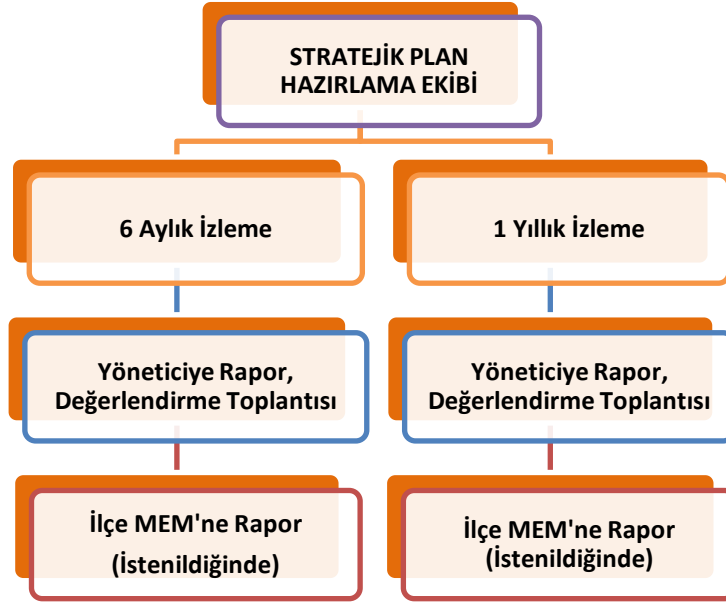 STRATEJİK PLAN
HAZIRLAMA EKİBİ
6 Aylık İzleme
1 Yıllık İzleme
Yöneticiye Rapor,
Değerlendirme Toplantısı
Yöneticiye Rapor,
Değerlendirme Toplantısı
İlçe MEM'ne Rapor
(İstenildiğinde)
İlçe MEM'ne Rapor
(İstenildiğinde)